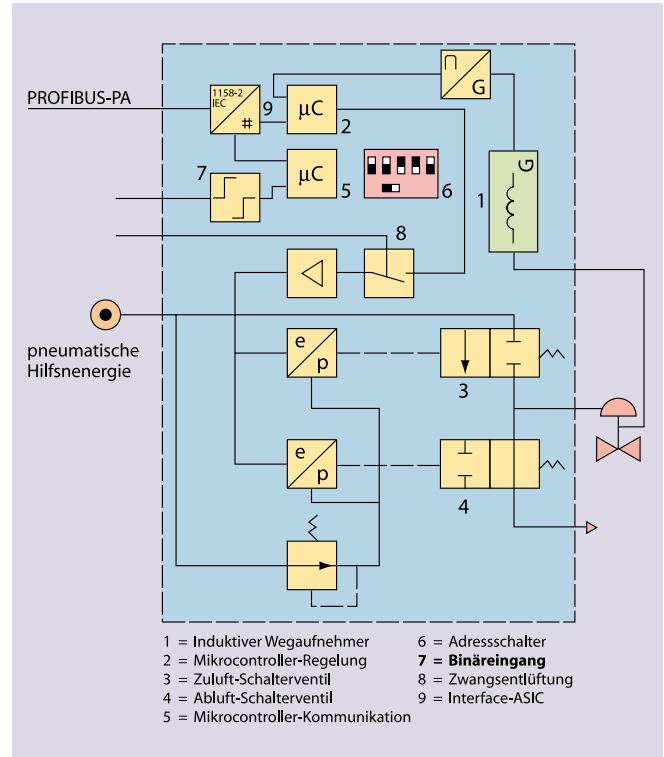 PROFIBUS-PA
1158-2
IEC
#
9
µC
2
G
7
µC
5
6
1
G
8
pneumatische
Hilfsnenergie
e
p
3
e
p
4
1 = Induktiver Wegaufnehmer
2 = Mikrocontroller-Regelung
3 = Zuluft-Schalterventil
4 = Abluft-Schalterventil
5 = Mikrocontroller-Kommunikation
6 = Adressschalter
7 = Binäreingang
8 = Zwangsentlüftung
9 = Interface-ASIC